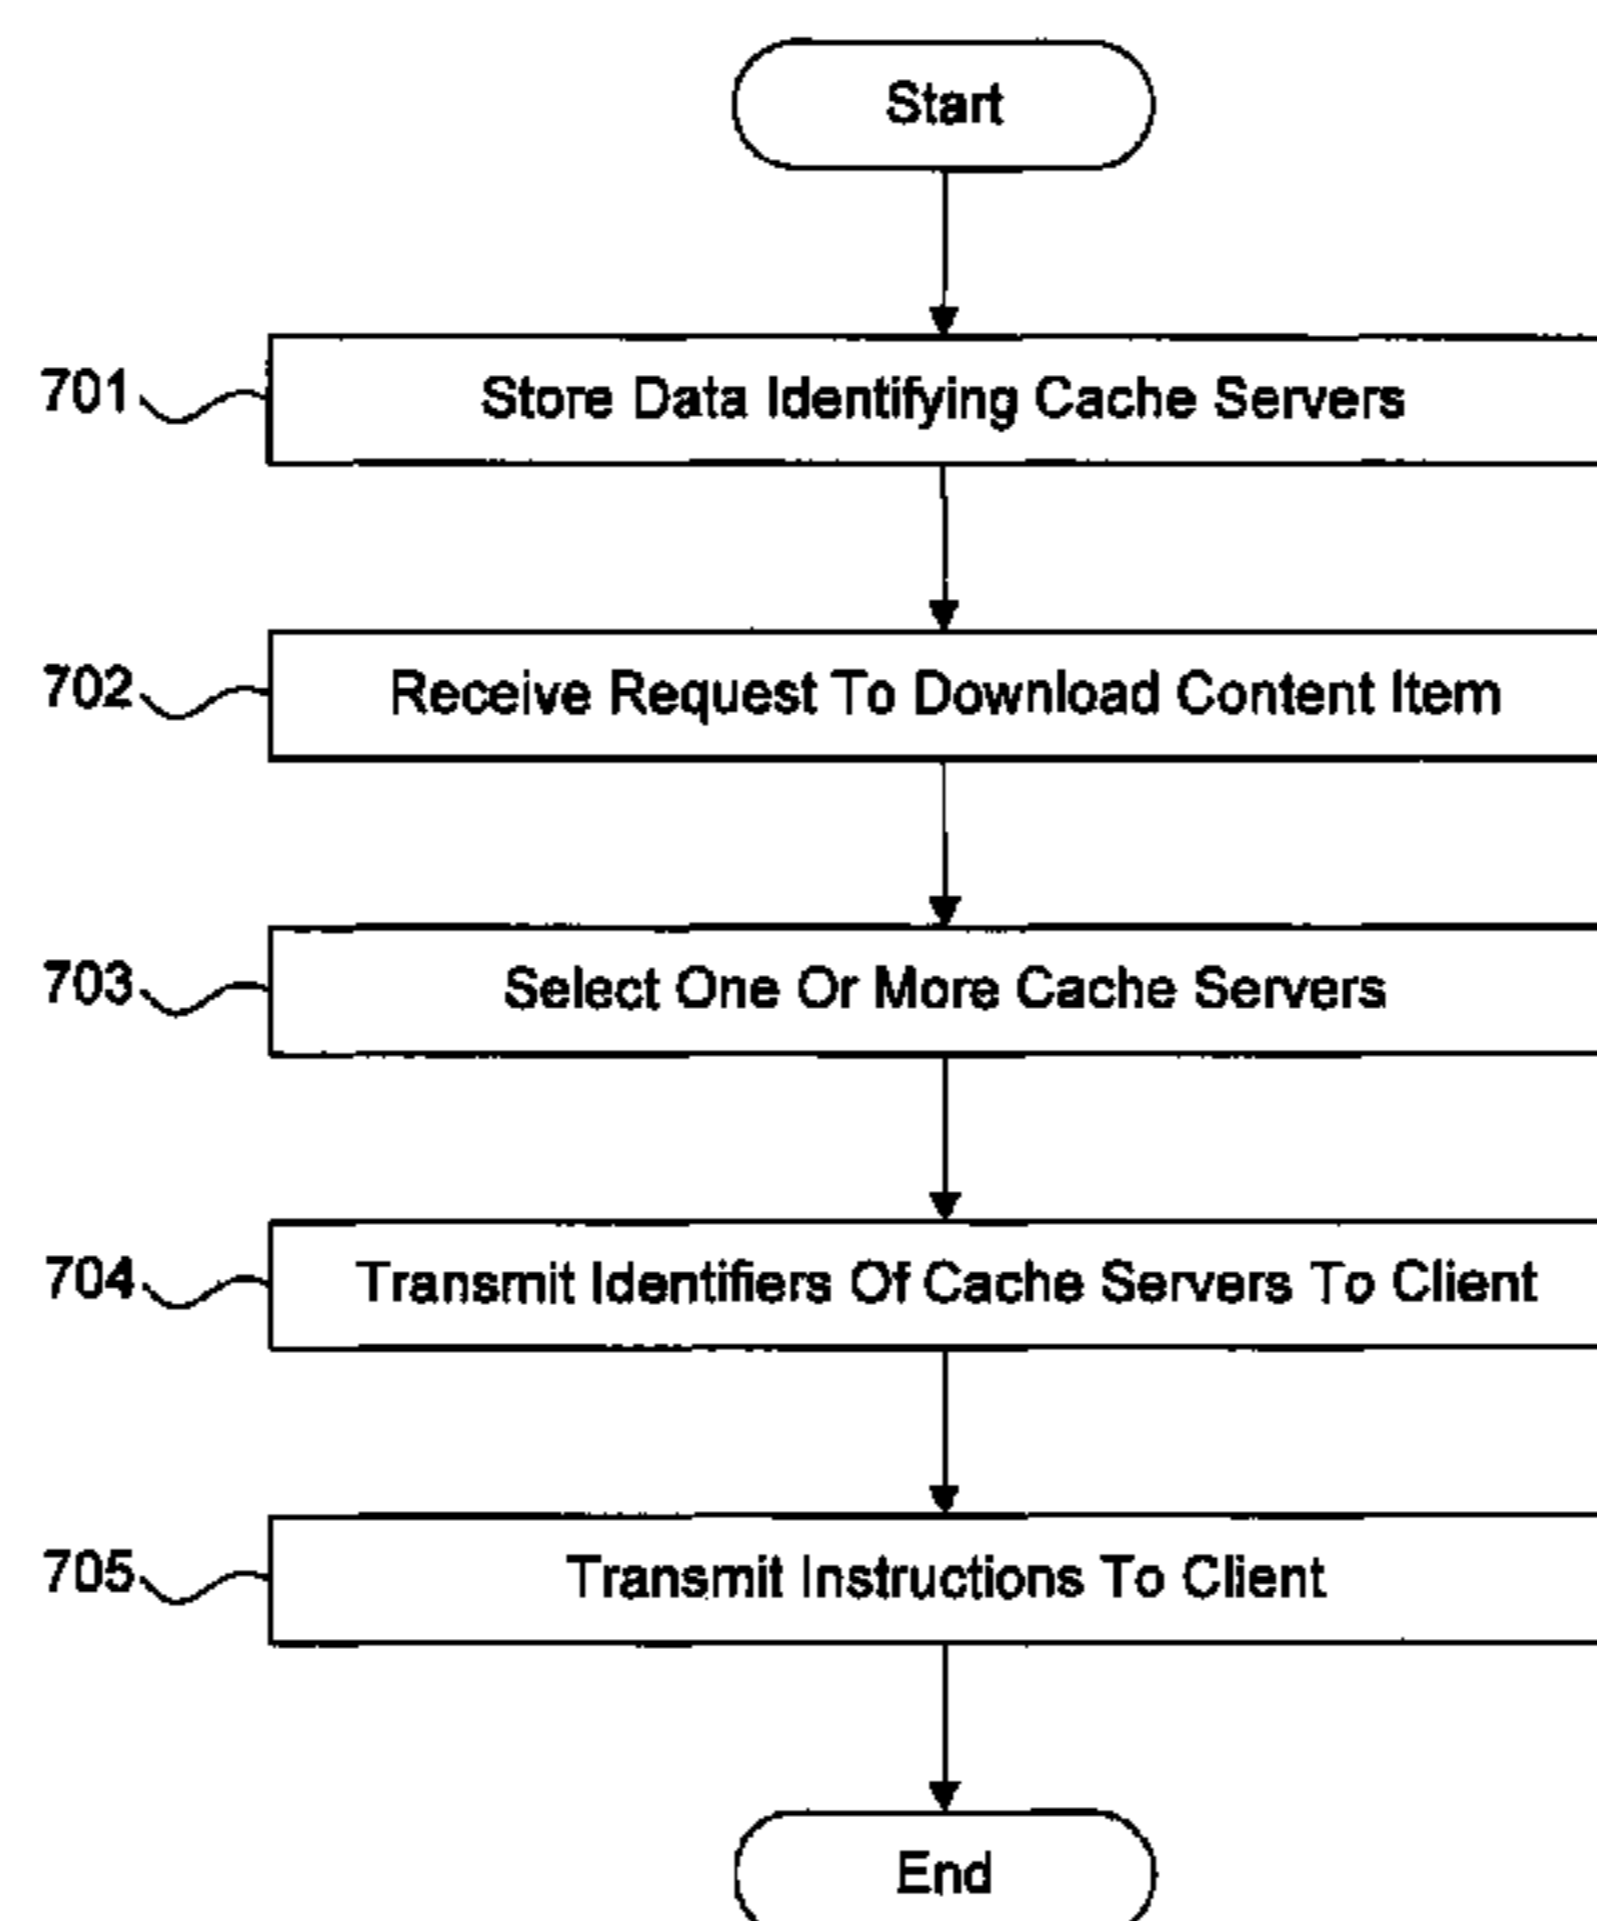 Start
701
Store Data Identifying Cache Servers
702
Receive Request To Download Content Item
703
Select One Or More Cache Servers
704
Transmit Identifiers Of Cache Servers To Client
705
Transmit Instructions To Client
End